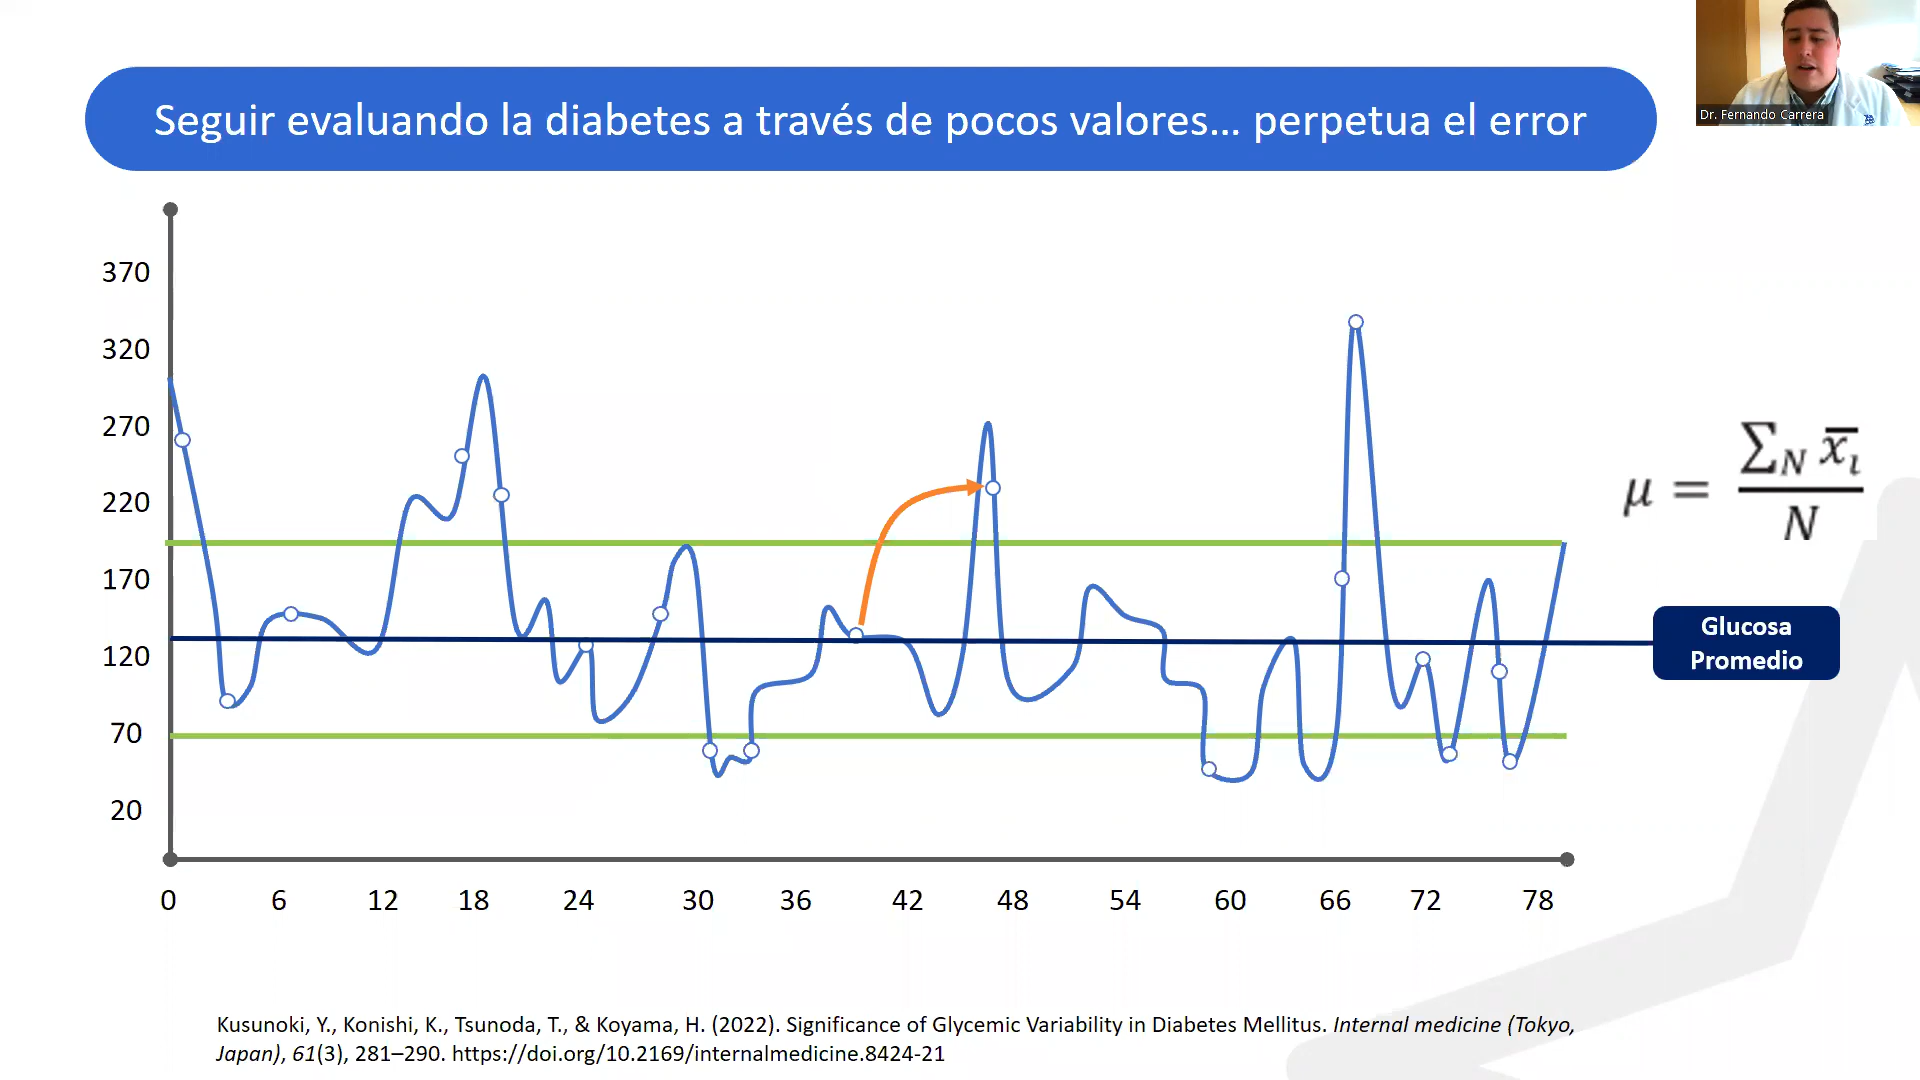 Seguir evaluando la diabetes a través de pocos valores... perpetua el error
Dr. Fernando Carrera
370
320
270
220
170
120
70
20
0 6 12 18 24 30 36 42 48 54 60 66 72 78
μ = ∑N x̄ι / N
Glucosa
Promedio
Kusunoki, Y., Konishi, K., Tsunoda, T., & Koyama, H. (2022). Significance of Glycemic Variability in Diabetes Mellitus. Internal medicine (Tokyo,
Japan), 61(3), 281–290. https://doi.org/10.2169/internalmedicine.8424-21